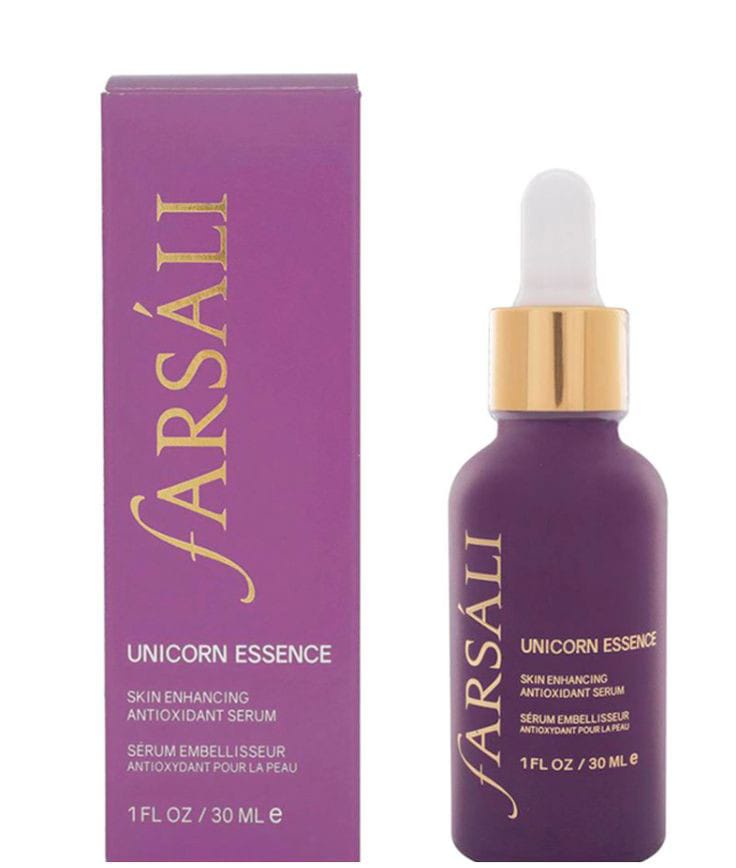 fARSÁLI
UNICORN ESSENCE
SKIN ENHANCING
ANTIOXIDANT SERUM
SÉRUM EMBELLISSEUR
ANTIOXYDANT POUR LA PEAU
1 FL OZ / 30 ML e
fARSÁLI
UNICORN ESSENCE
SKIN ENHANCING
ANTIOXIDANT SERUM
SÉRUM EMBELLISSEUR
ANTIOXYDANT POUR LA PEAU
1 FL OZ / 30 ML e